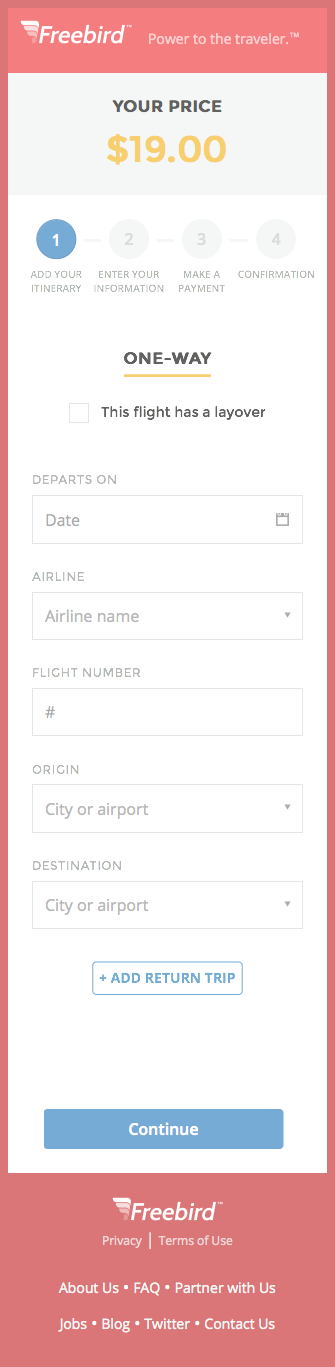 Freebird™ Power to the traveler.™
YOUR PRICE
$19.00
1 2 3 4
ADD YOUR ITINERARY
ENTER YOUR INFORMATION
MAKE A PAYMENT
CONFIRMATION
ONE-WAY
This flight has a layover
DEPARTS ON
Date
AIRLINE
Airline name
FLIGHT NUMBER
#
ORIGIN
City or airport
DESTINATION
City or airport
+ ADD RETURN TRIP
Continue
Freebird™
Privacy | Terms of Use
About Us • FAQ • Partner with Us
Jobs • Blog • Twitter • Contact Us